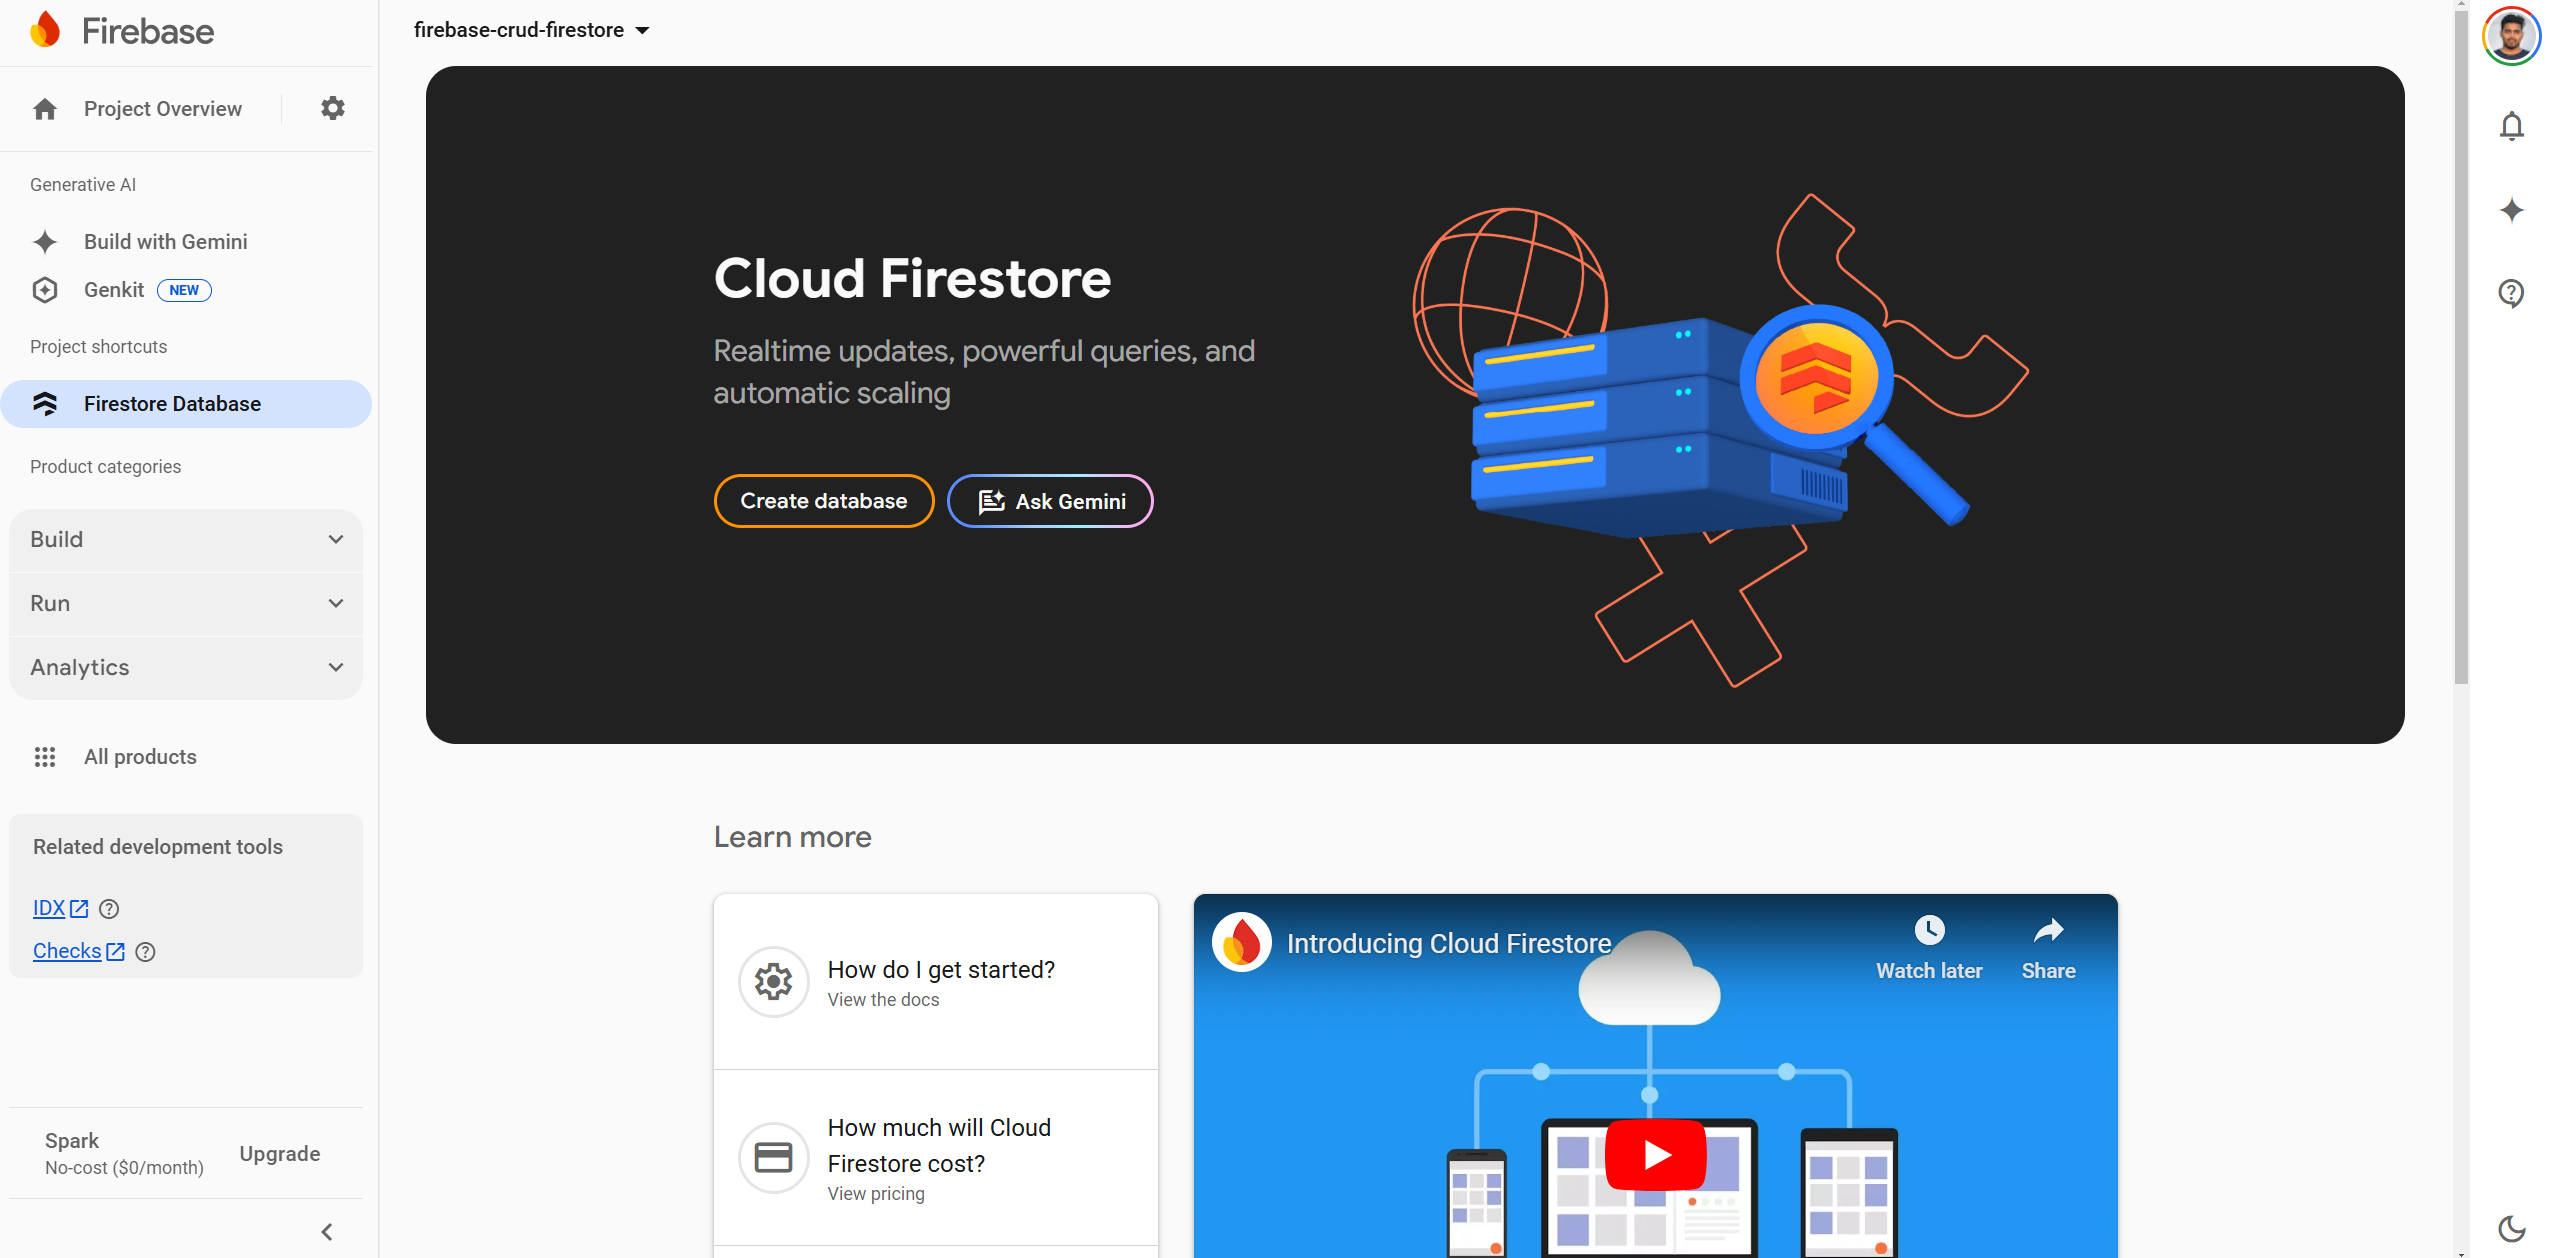 Firebase
Project Overview
Generative AI
Build with Gemini
Genkit NEW
Project shortcuts
Firestore Database
Product categories
Build
Run
Analytics
All products
Related development tools
IDX
Checks
Spark
No-cost ($0/month)
Upgrade
firebase-crud-firestore
Cloud Firestore
Realtime updates, powerful queries, and
automatic scaling
Create database
Ask Gemini
Learn more
How do I get started?
View the docs
How much will Cloud
Firestore cost?
View pricing
Introducing Cloud Firestore
Watch later
Share